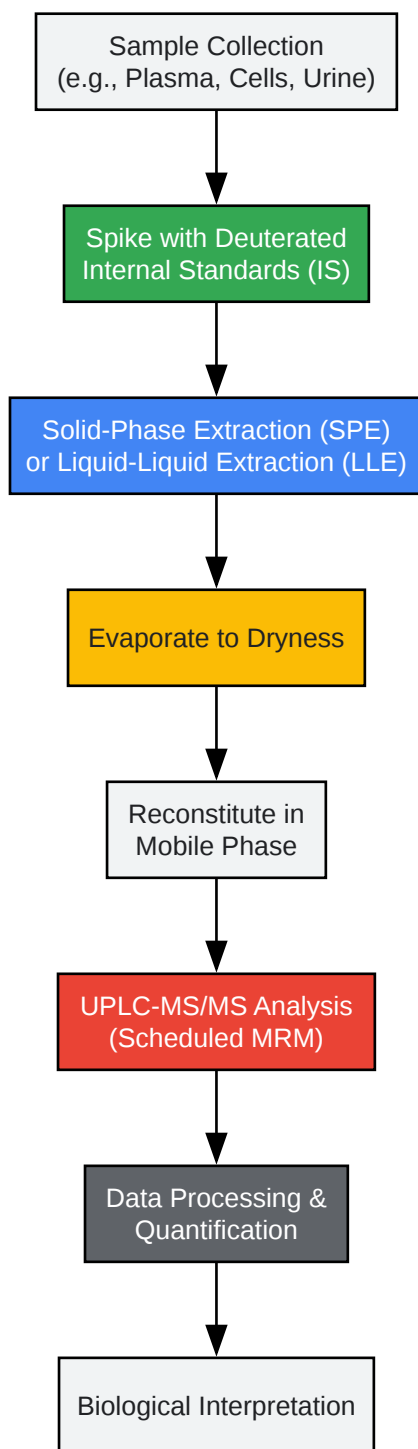 Sample Collection
(e.g., Plasma, Cells, Urine)
Spike with Deuterated
Internal Standards (IS)
Solid-Phase Extraction (SPE)
or Liquid-Liquid Extraction (LLE)
Evaporate to Dryness
Reconstitute in
Mobile Phase
UPLC-MS/MS Analysis
(Scheduled MRM)
Data Processing &
Quantification
Biological Interpretation